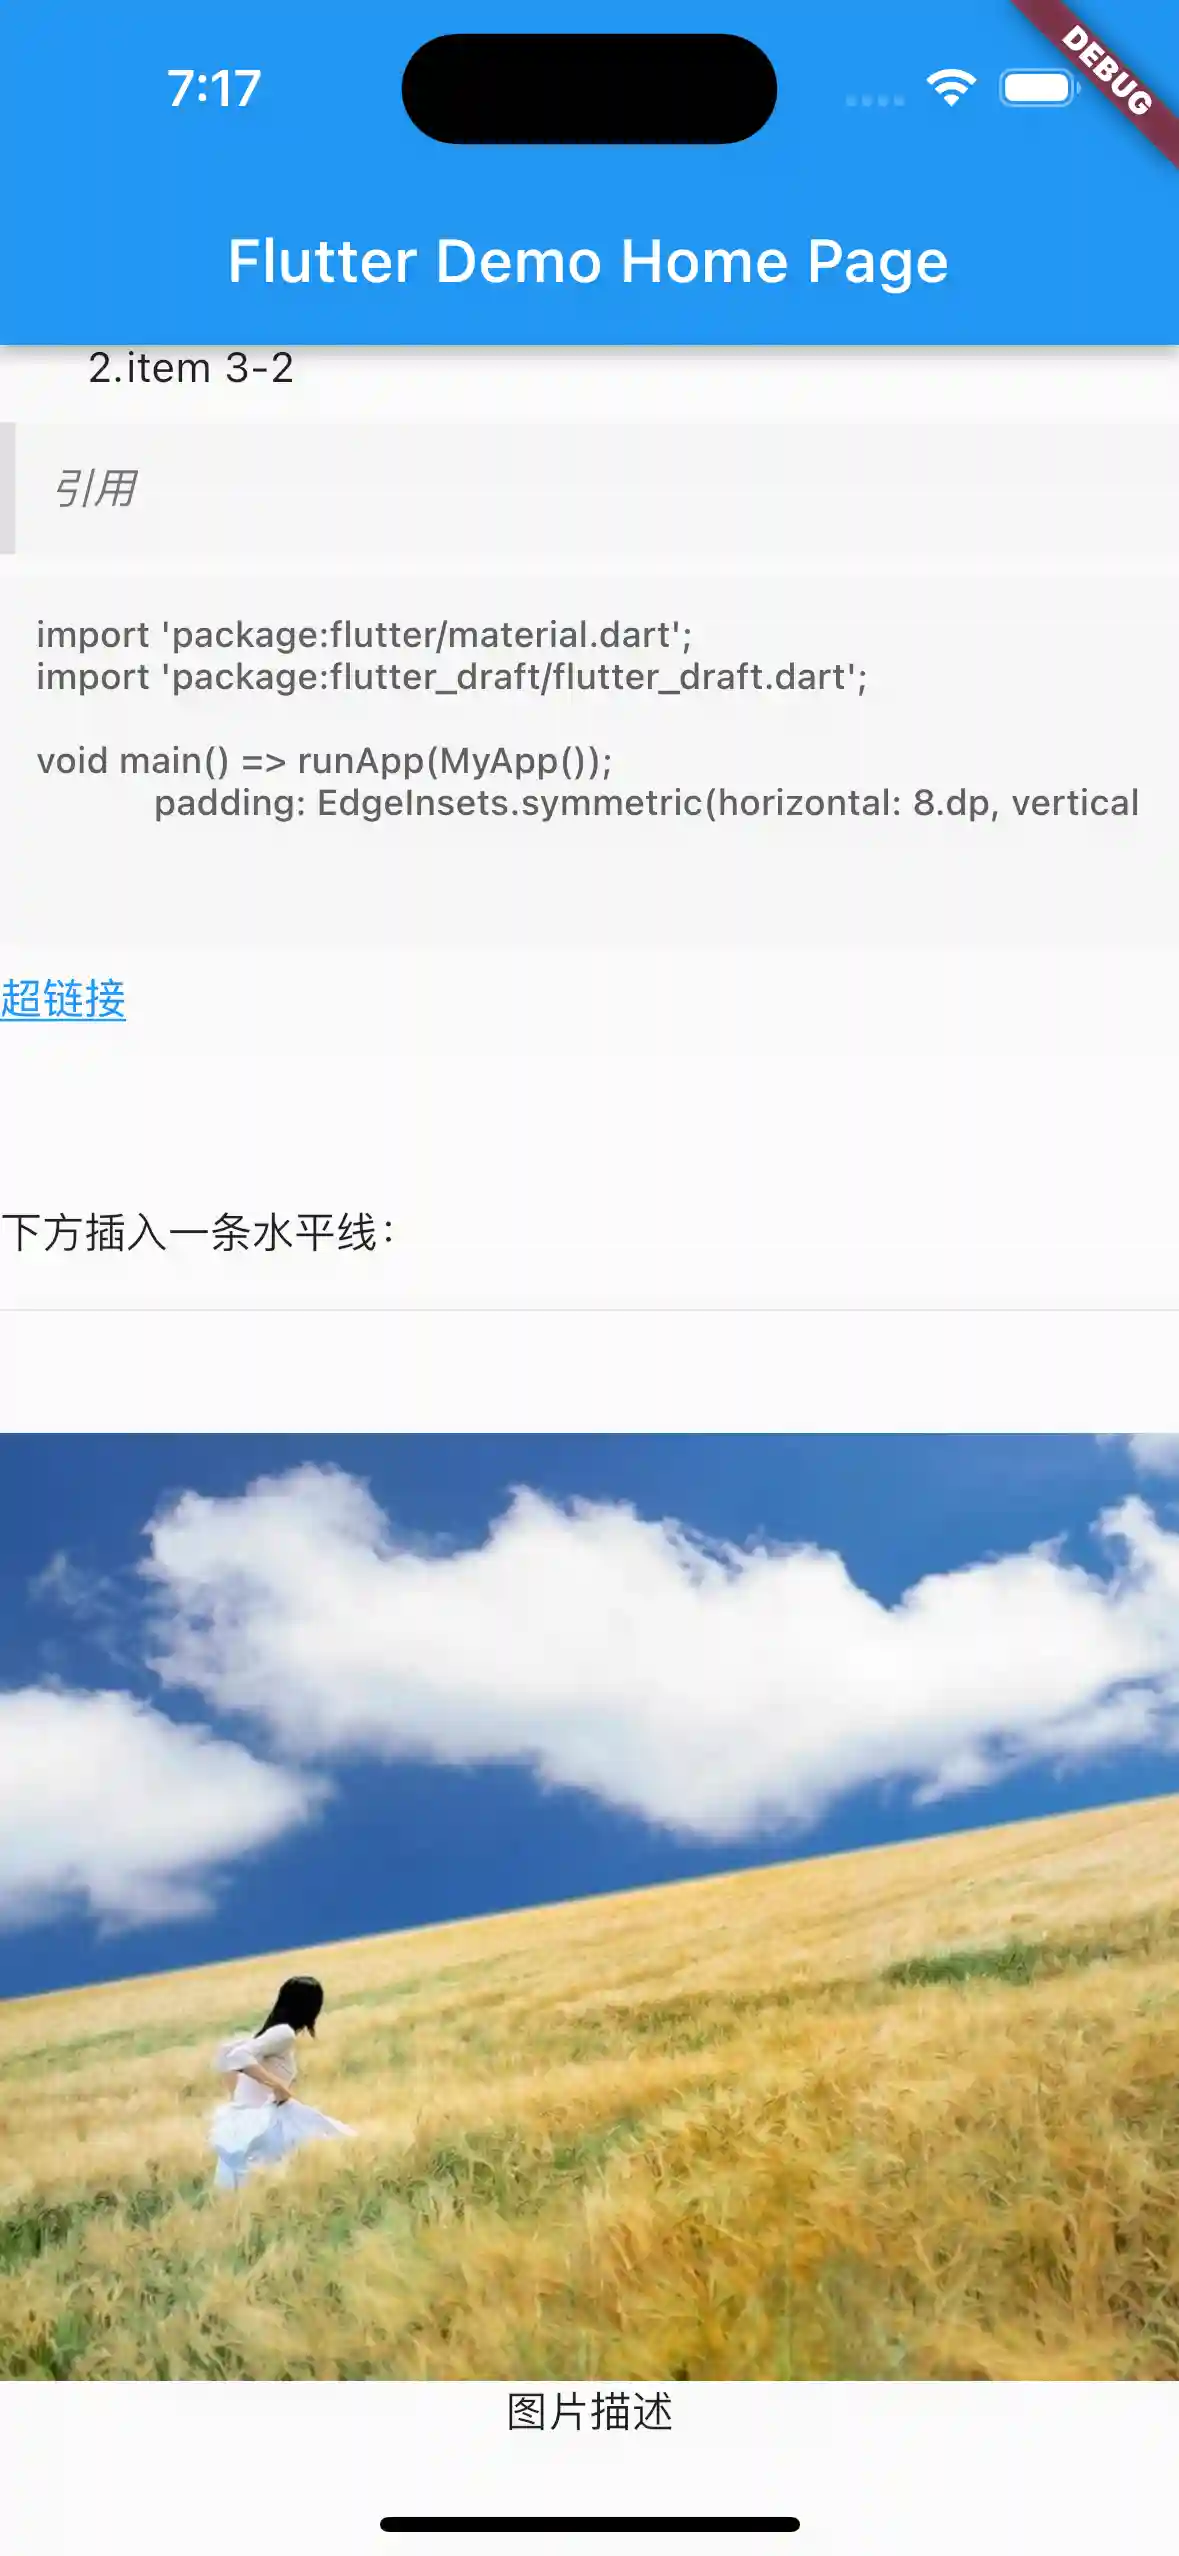 7:17
DEBUG
Flutter Demo Home Page
2.item 3-2
引用
import 'package:flutter/material.dart';
import 'package:flutter_draft/flutter_draft.dart';
void main() => runApp(MyApp());
padding: EdgeInsets.symmetric(horizontal: 8.dp, vertical
超链接
下方插入一条水平线：
图片描述